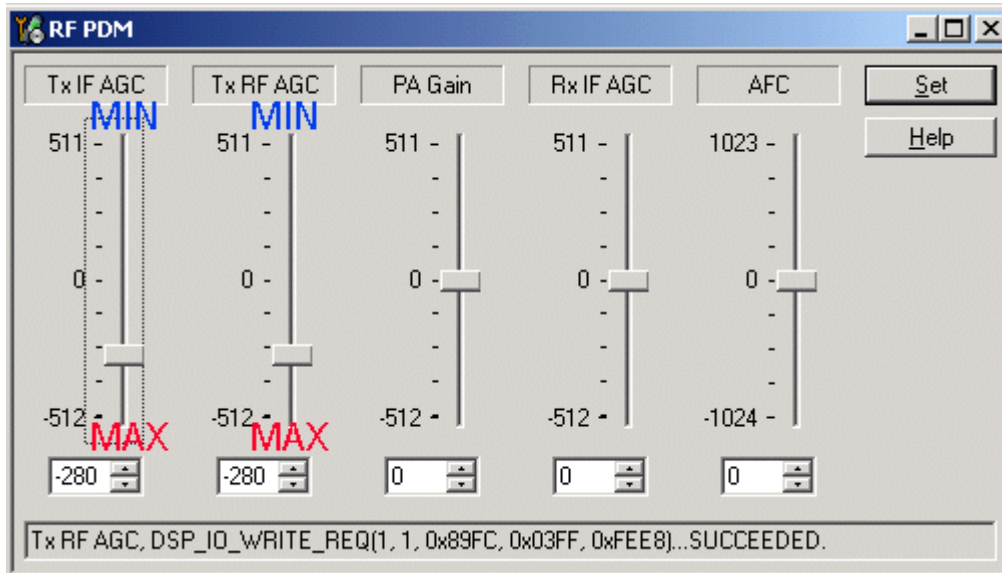 RF PDM
Tx IF AGC Tx RF AGC PA Gain Rx IF AGC AFC Set
MIN MIN
511 511 511 511 1023 Help
0 0 0 0 0
-512 -512 -512 -512 -1024
MAX MAX
-280 -280 0 0 0
Tx RF AGC, DSP_IO_WRITE_REQ(1, 1, 0x89FC, 0x03FF, 0xFEE8)...SUCCEEDED.